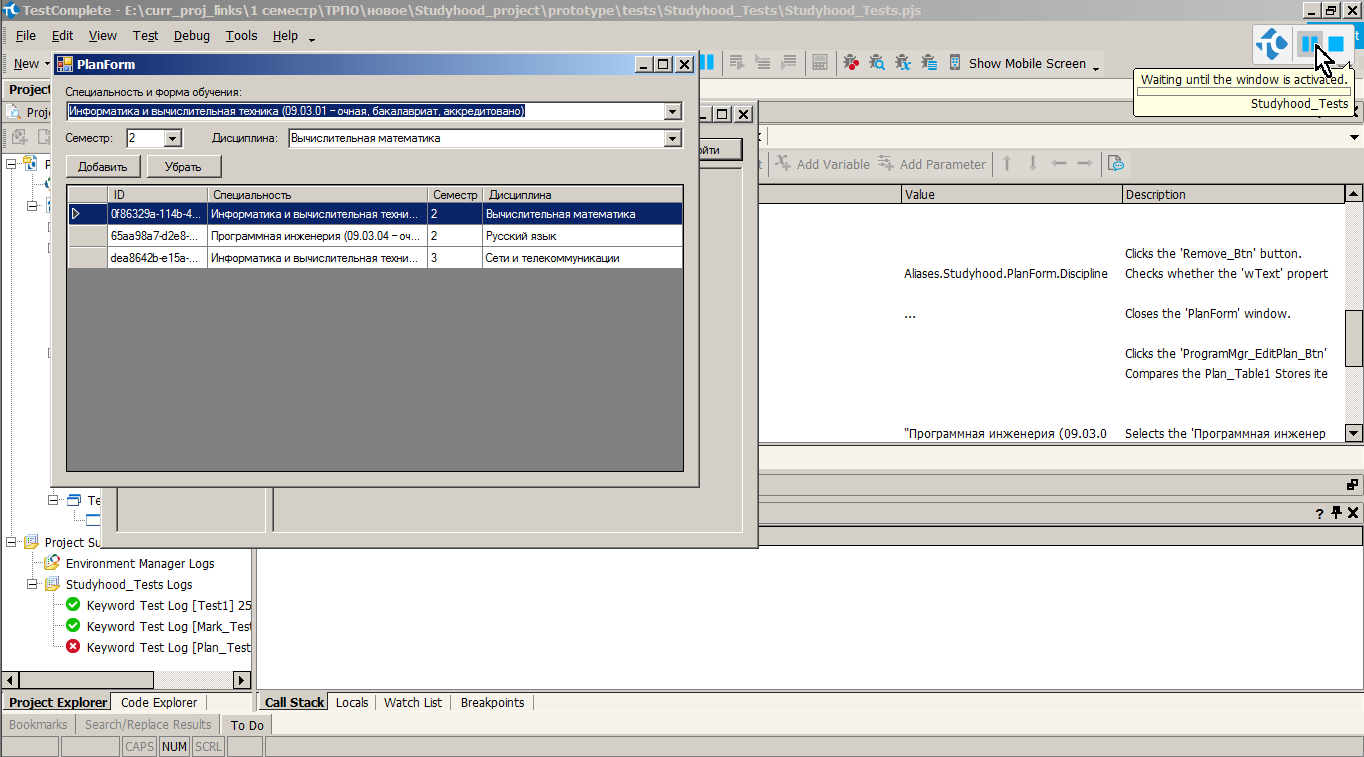 TestComplete - E:\curr_proj_links\1 семестр\ТРПО\новое\Studyhood_project\prototype\tests\Studyhood_Tests\Studyhood_Tests.pjs
File Edit View Test Debug Tools Help
New
Show Mobile Screen
Waiting until the window is activated.
Studyhood_Tests
PlanForm
Специальность и форма обучения:
Информатика и вычислительная техника (09.03.01 – очная, бакалавриат, аккредитовано)
Семестр: 2 Дисциплина: Вычислительная математика
Добавить Убрать
ID Специальность Семестр Дисциплина
0f86329a-114b-4... Информатика и вычислительная техни... 2 Вычислительная математика
65aa98a7-d2e8-... Программная инженерия (09.03.04 – оч... 2 Русский язык
dea8642b-e15a-... Информатика и вычислительная техни... 3 Сети и телекоммуникации
Add Variable Add Parameter
Value Description
Clicks the 'Remove_Btn' button.
Aliases.Studyhood.PlanForm.Discipline Checks whether the 'wText' propert
... Closes the 'PlanForm' window.
Clicks the 'ProgramMgr_EditPlan_Btn'
Compares the Plan_Table1 Stores ite
"Программная инженерия (09.03.0 Selects the 'Программная инженер
Te
Project Su
Environment Manager Logs
Studyhood_Tests Logs
Keyword Test Log [Test1] 25
Keyword Test Log [Mark_Test
Keyword Test Log [Plan_Test
Project Explorer Code Explorer
Call Stack Locals Watch List Breakpoints
Bookmarks Search/Replace Results To Do
CAPS NUM SCRL